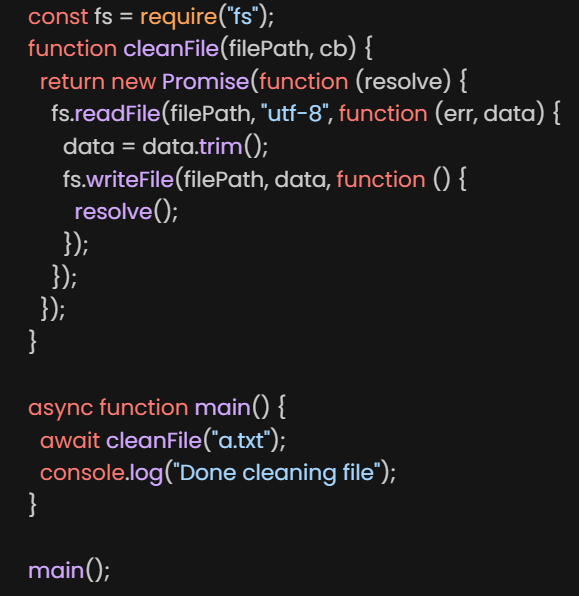 const fs = require("fs");
function cleanFile(filePath, cb) {
  return new Promise(function (resolve) {
    fs.readFile(filePath, "utf-8", function (err, data) {
      data = data.trim();
      fs.writeFile(filePath, data, function () {
        resolve();
      });
    });
  });
}

async function main() {
  await cleanFile("a.txt");
  console.log("Done cleaning file");
}

main();